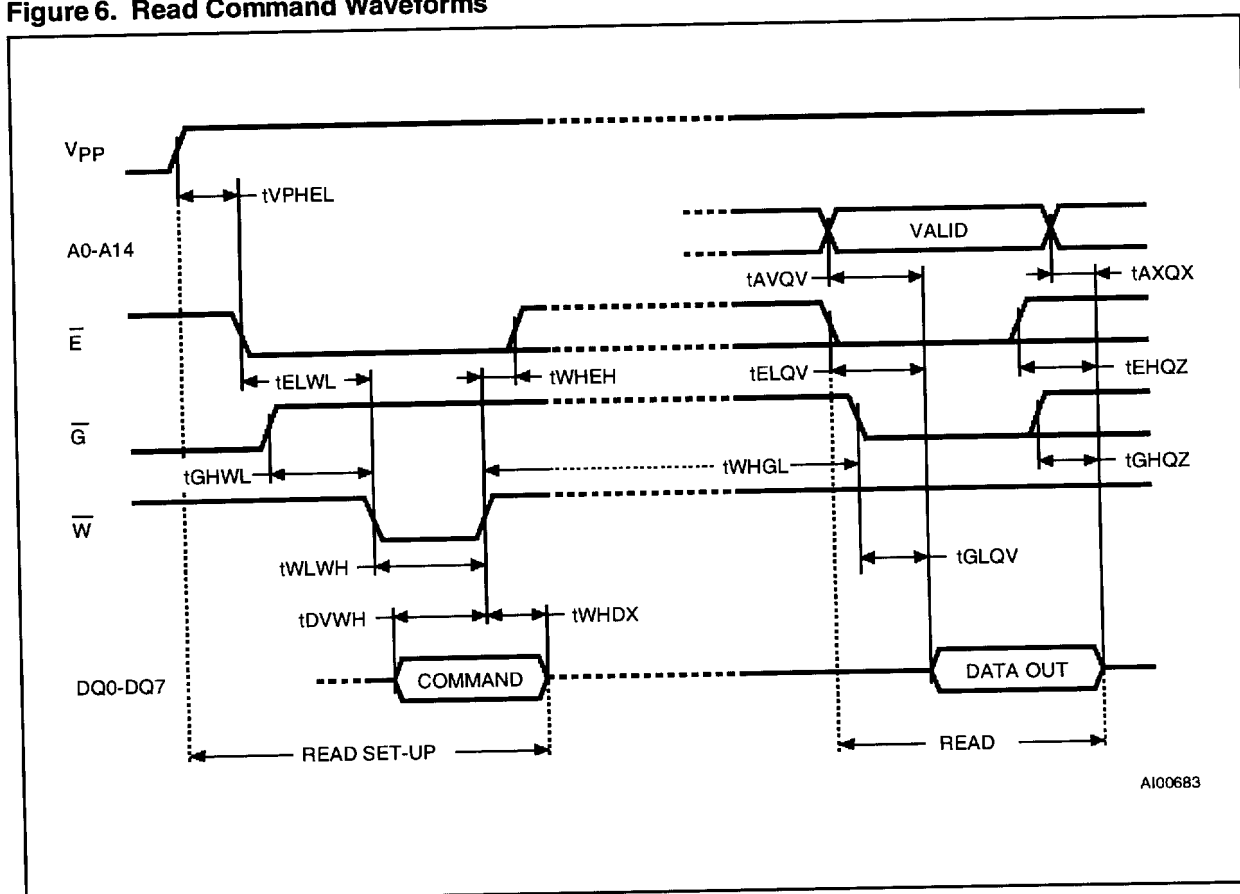 Figure 6. Read Command Waveforms
VPP
tVPHEL
A0-A14
VALID
tAVQV
tAXQX
E
tELWL
tWHEH
tELQV
tEHQZ
G
tGHWL
tWHGL
tGHQZ
W
tWLWH
tGLQV
tDVWH
tWHDX
DQ0-DQ7
COMMAND
DATA OUT
READ SET-UP
READ
AI00683